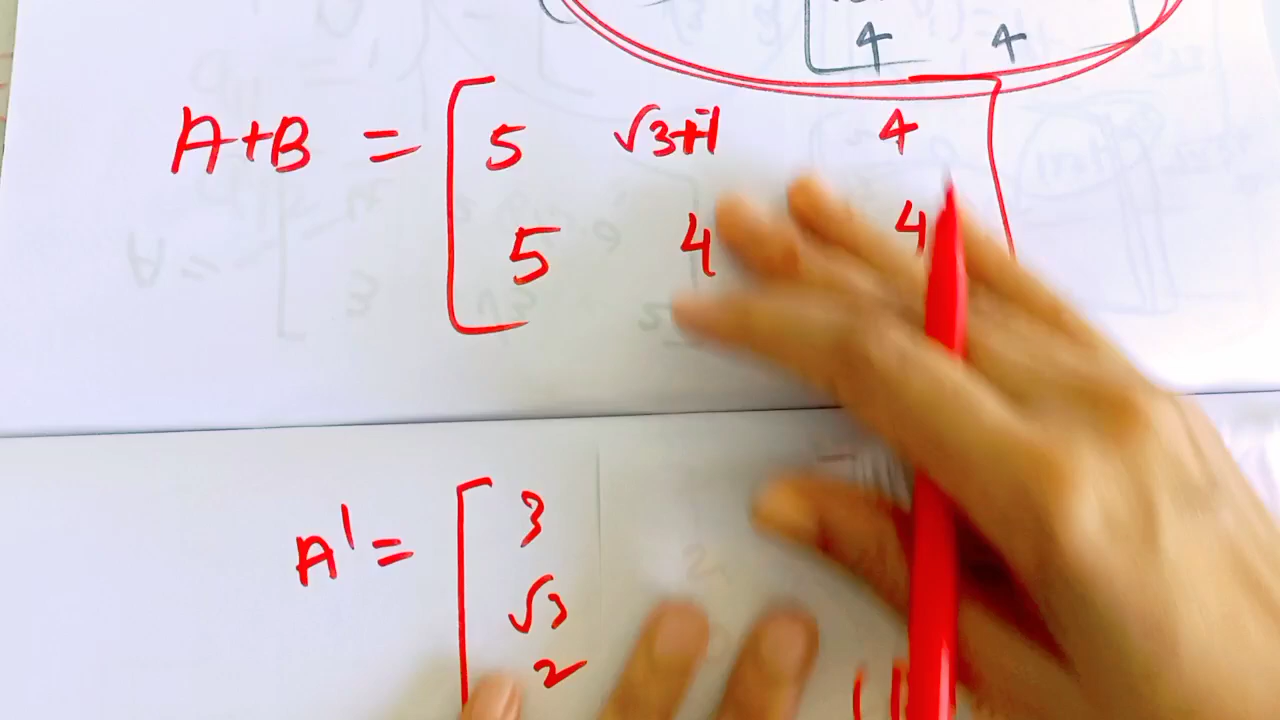 4 4
A+B = [ 5 √3+-1 4 ]
5 4 4
A' = [ 3
√3
2